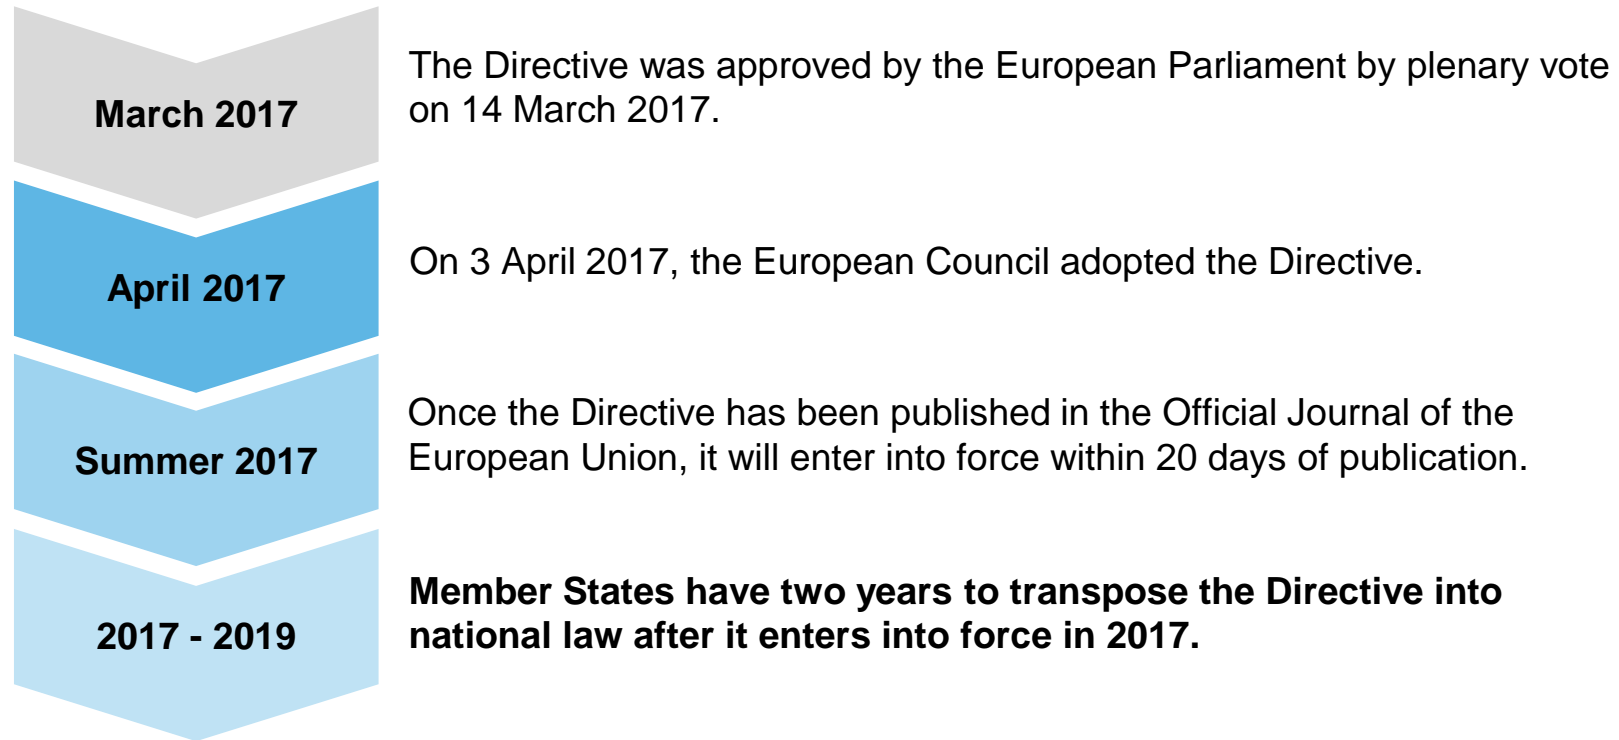 March 2017
The Directive was approved by the European Parliament by plenary vote
on 14 March 2017.
April 2017
On 3 April 2017, the European Council adopted the Directive.
Summer 2017
Once the Directive has been published in the Official Journal of the
European Union, it will enter into force within 20 days of publication.
2017 - 2019
Member States have two years to transpose the Directive into
national law after it enters into force in 2017.